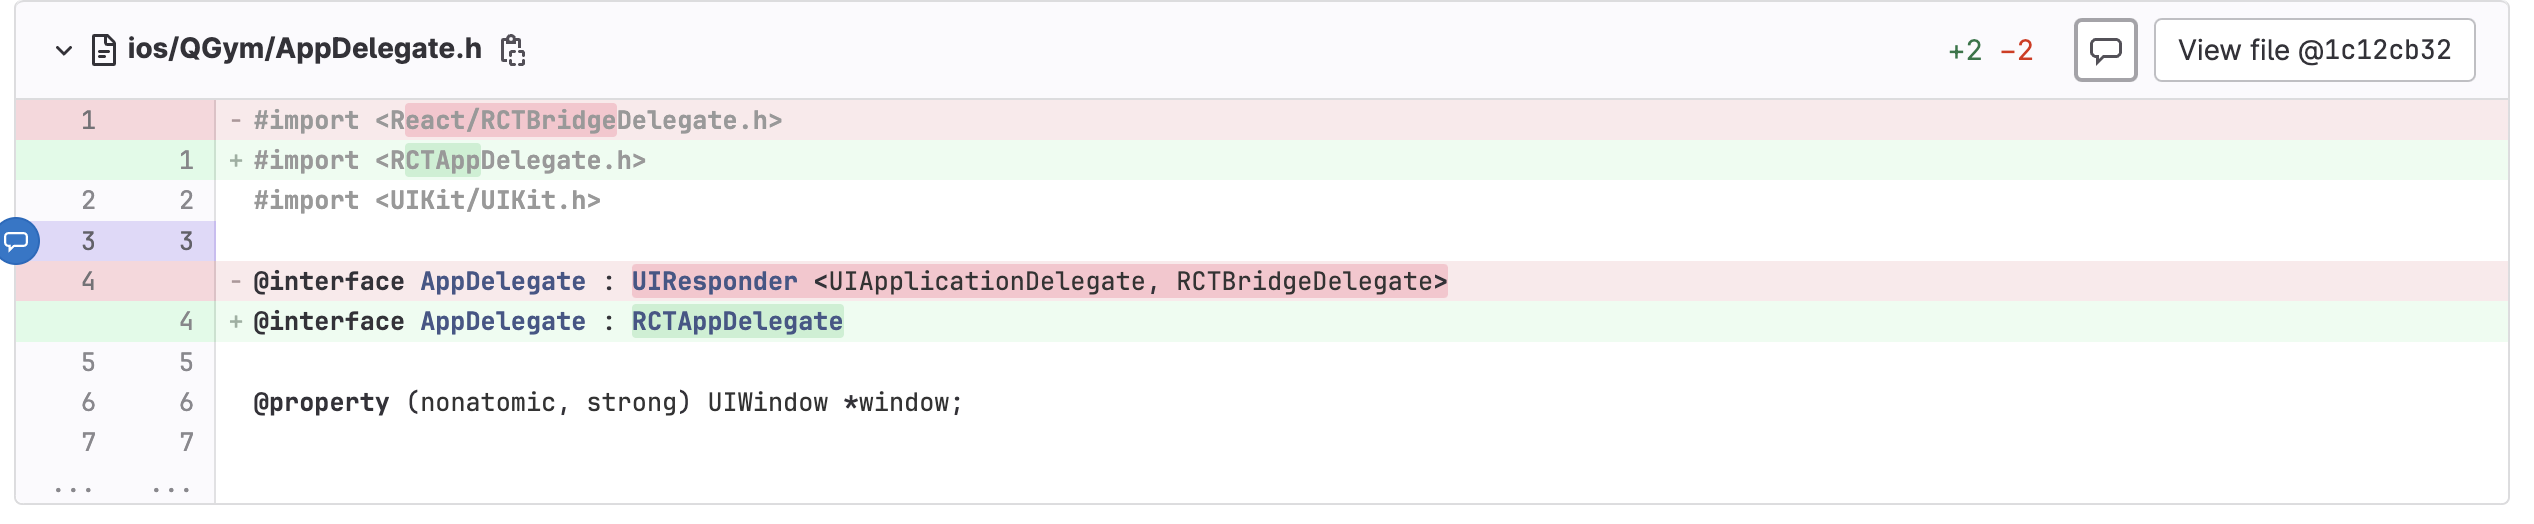 ios/QGym/AppDelegate.h +2 −2 View file @1c12cb32
1 - #import <React/RCTBridgeDelegate.h>
1 + #import <RCTAppDelegate.h>
2 2 #import <UIKit/UIKit.h>
3 3
4 - @interface AppDelegate : UIResponder <UIApplicationDelegate, RCTBridgeDelegate>
4 + @interface AppDelegate : RCTAppDelegate
5 5
6 6 @property (nonatomic, strong) UIWindow *window;
7 7
... ...